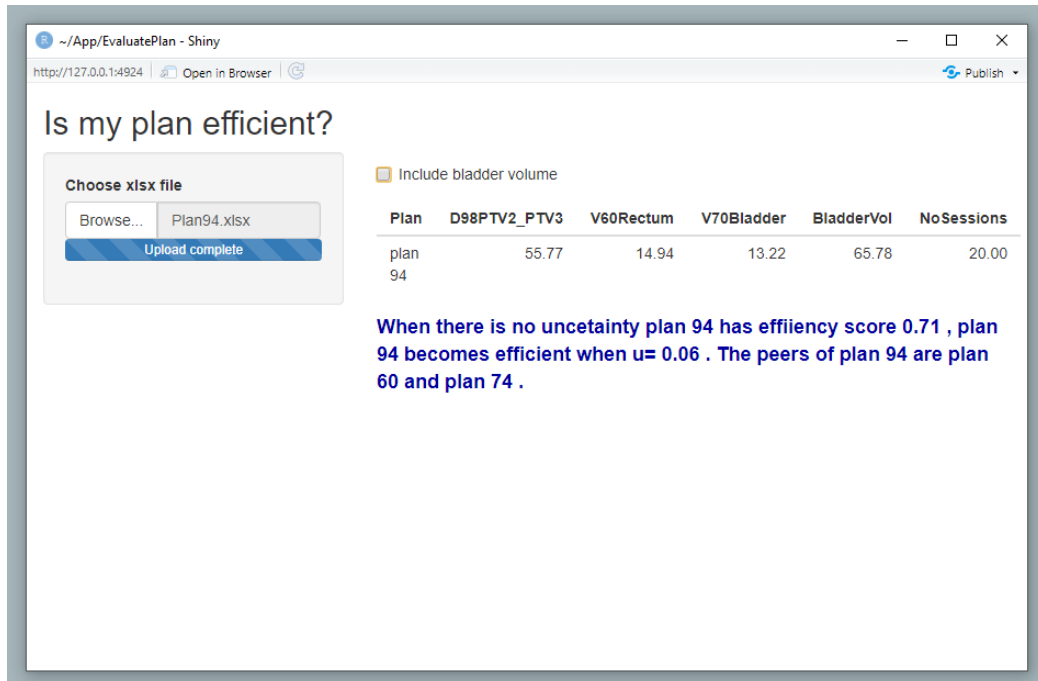 ~/App/EvaluatePlan - Shiny
http://127.0.0.1:4924 Open in Browser Publish
Is my plan efficient?
Choose xlsx file
Browse... Plan94.xlsx
Upload complete
Include bladder volume
Plan D98PTV2_PTV3 V60Rectum V70Bladder BladderVol NoSessions
plan 55.77 14.94 13.22 65.78 20.00
94
When there is no uncetainty plan 94 has effiiency score 0.71 , plan
94 becomes efficient when u= 0.06 . The peers of plan 94 are plan
60 and plan 74 .